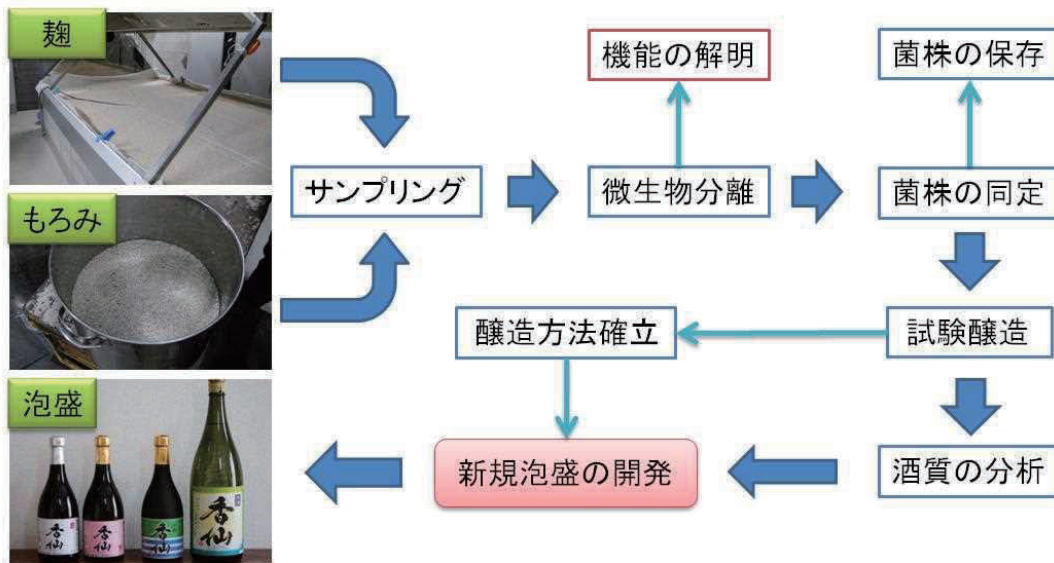 麹
機能の解明
菌株の保存
サンプリング
微生物分離
菌株の同定
もろみ
醸造方法確立
試験醸造
泡盛
新規泡盛の開発
酒質の分析
香仙
香仙
香仙
香仙